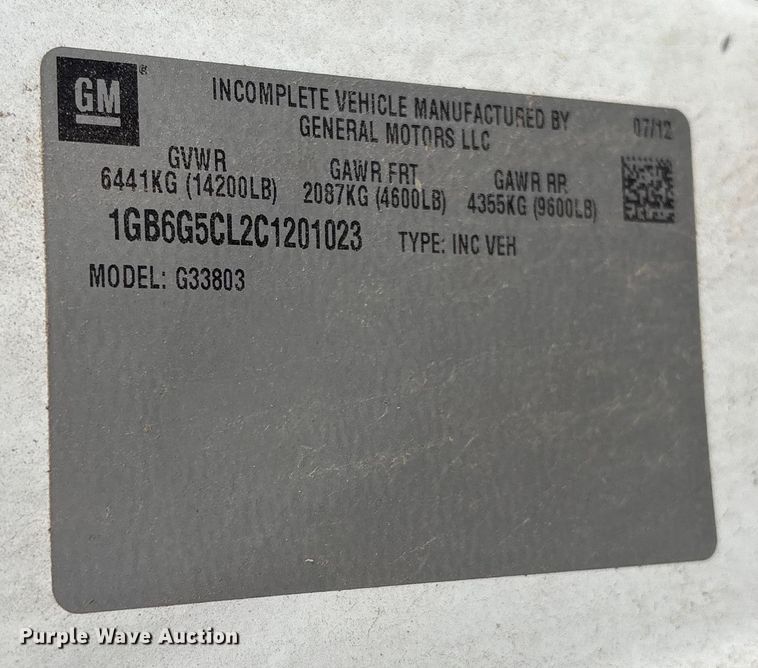 GM
INCOMPLETE VEHICLE MANUFACTURED BY
GENERAL MOTORS LLC
07/12
GVWR
6441KG (14200LB)
GAWR FRT
2087KG (4600LB)
GAWR RR
4355KG (9600LB)
1GB6G5CL2C1201023
TYPE: INC VEH
MODEL: G33803
Purple Wave Auction